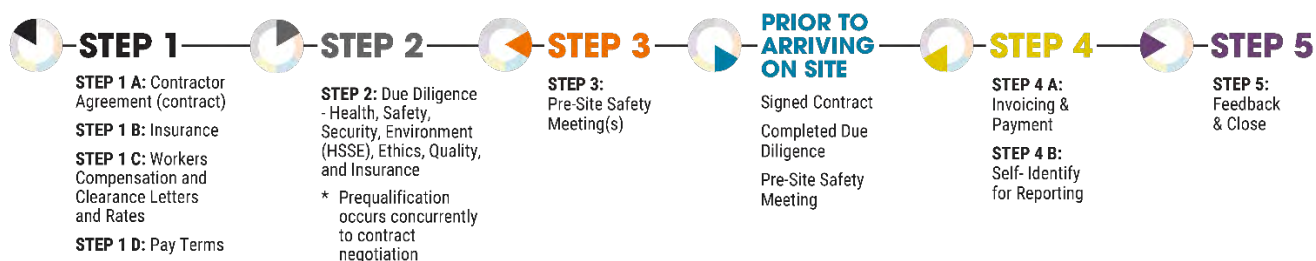 STEP 1
STEP 1 A: Contractor
Agreement (contract)
STEP 1 B: Insurance
STEP 1 C: Workers
Compensation and
Clearance Letters
and Rates
STEP 1 D: Pay Terms
STEP 2
STEP 2: Due Diligence
- Health, Safety,
Security, Environment
(HSSE), Ethics, Quality,
and Insurance
* Prequalification
occurs concurrently
to contract
negotiation
STEP 3
STEP 3:
Pre-Site Safety
Meeting(s)
PRIOR TO
ARRIVING
ON SITE
Signed Contract
Completed Due
Diligence
Pre-Site Safety
Meeting
STEP 4
STEP 4 A:
Invoicing &
Payment
STEP 4 B:
Self- Identify
for Reporting
STEP 5
STEP 5:
Feedback
& Close